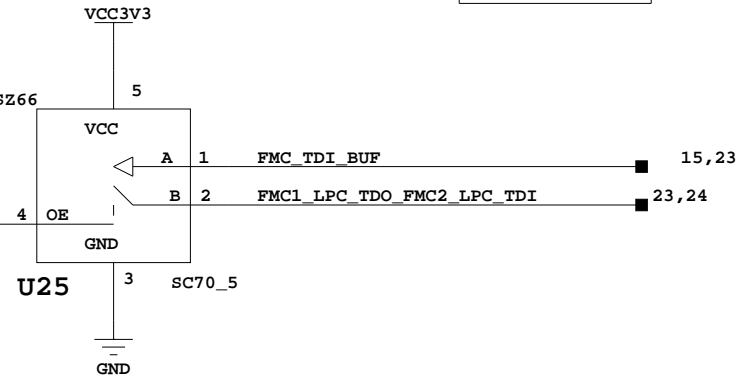 VCC3V3
5
SZ66
VCC
A 1 FMC_TDI_BUF 15,23
B 2 FMC1_LPC_TDO_FMC2_LPC_TDI 23,24
4 OE
GND
U25 3 SC70_5
GND